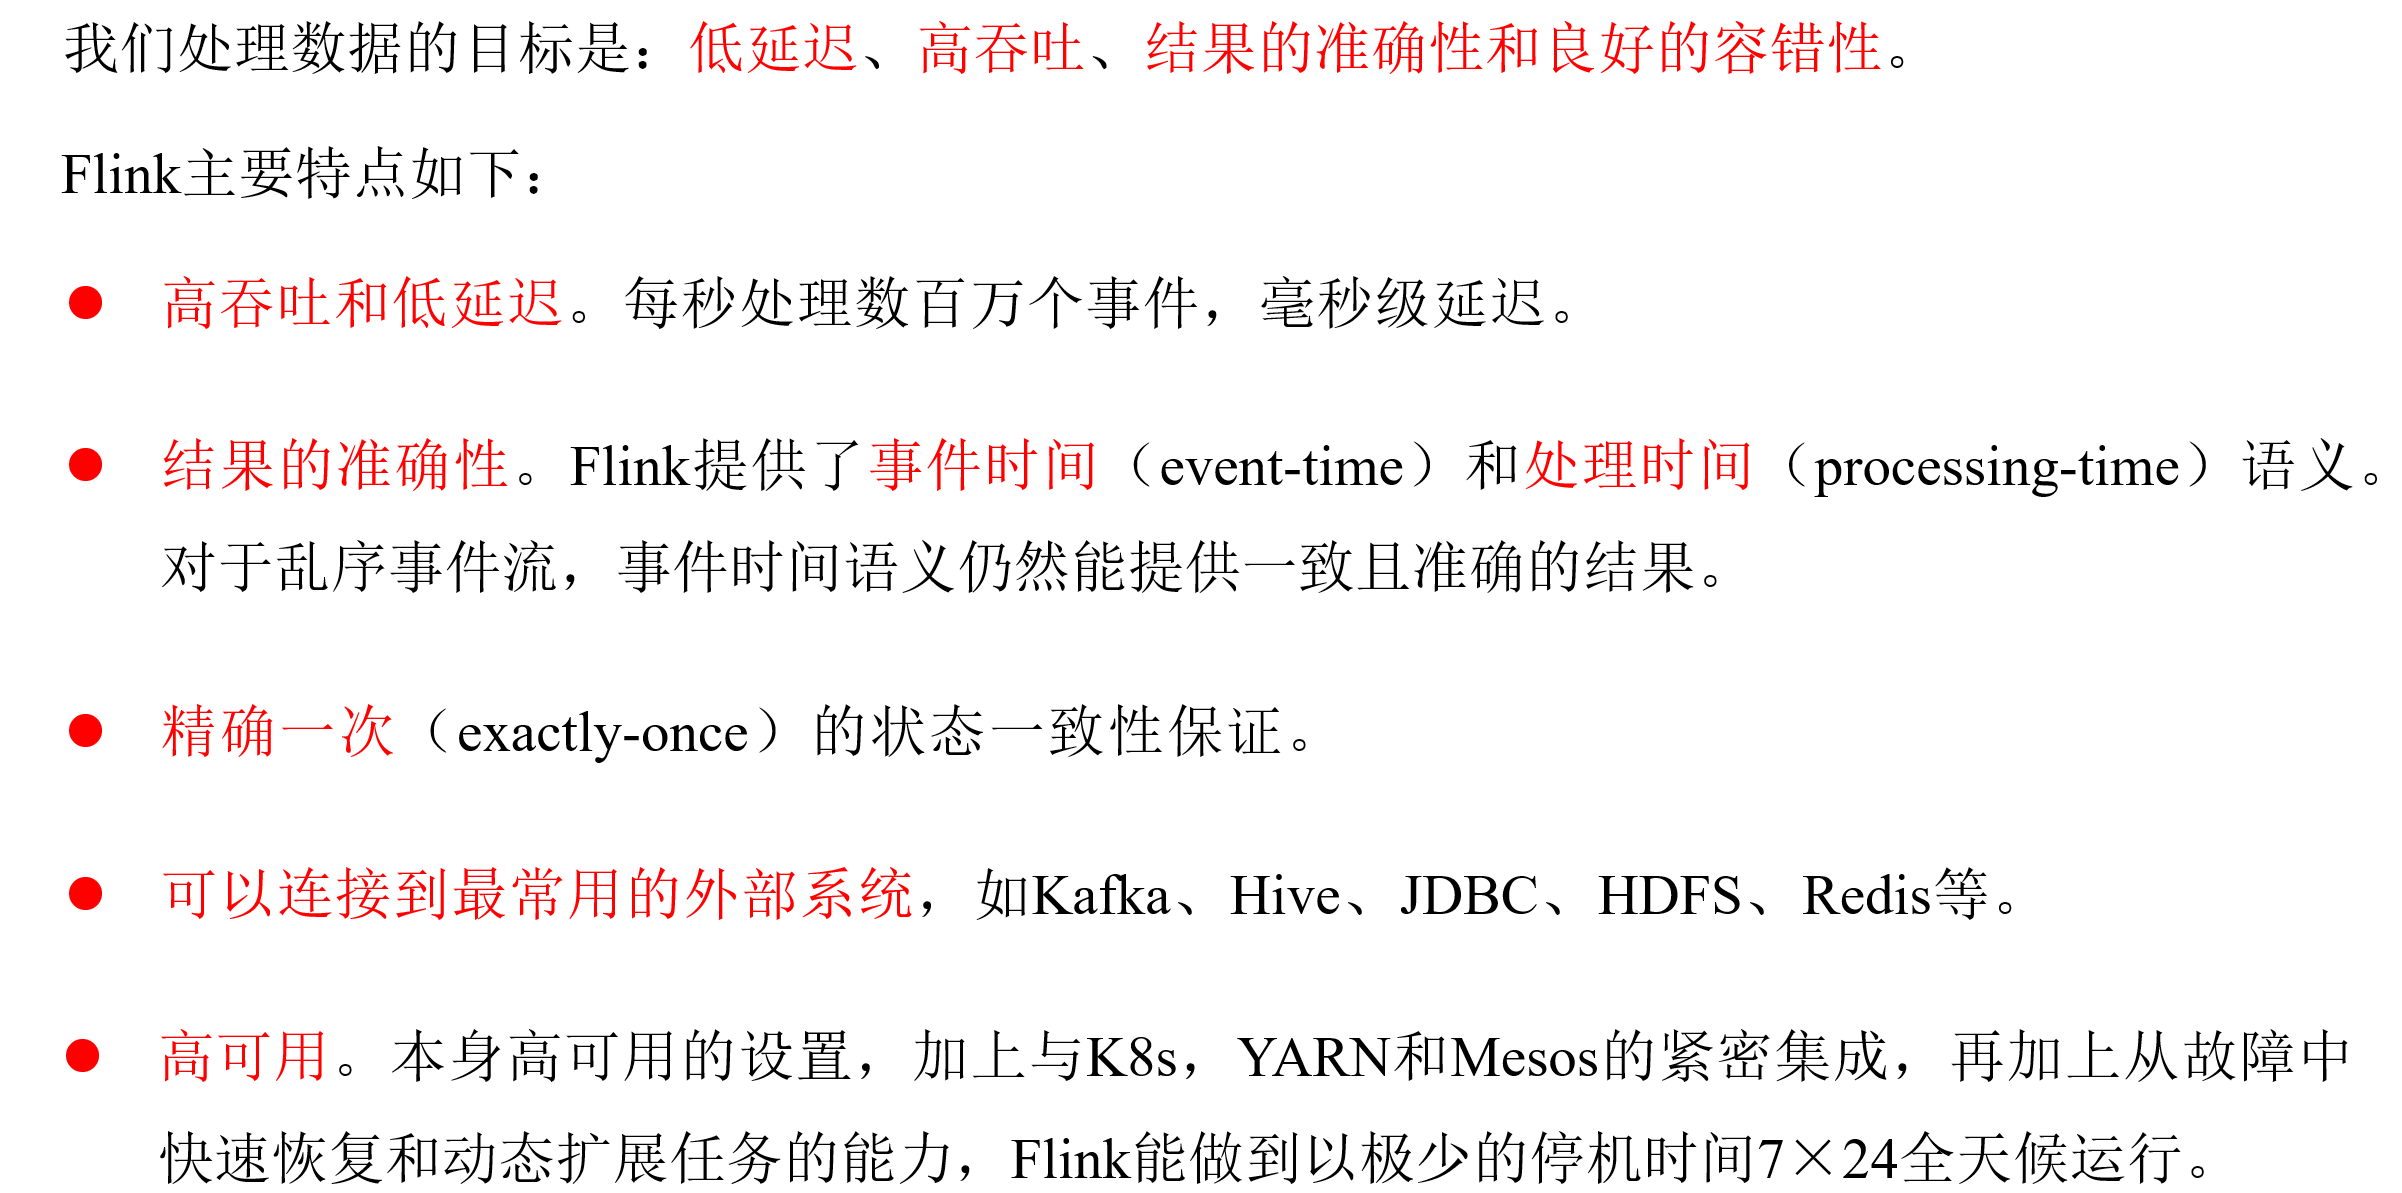 我们处理数据的目标是：低延迟、高吞吐、结果的准确性和良好的容错性。
Flink主要特点如下：
● 高吞吐和低延迟。每秒处理数百万个事件，毫秒级延迟。
● 结果的准确性。Flink提供了事件时间（event-time）和处理时间（processing-time）语义。
对于乱序事件流，事件时间语义仍然能提供一致且准确的结果。
● 精确一次（exactly-once）的状态一致性保证。
● 可以连接到最常用的外部系统，如Kafka、Hive、JDBC、HDFS、Redis等。
● 高可用。本身高可用的设置，加上与K8s，YARN和Mesos的紧密集成，再加上从故障中
快速恢复和动态扩展任务的能力，Flink能做到以极少的停机时间7×24全天候运行。